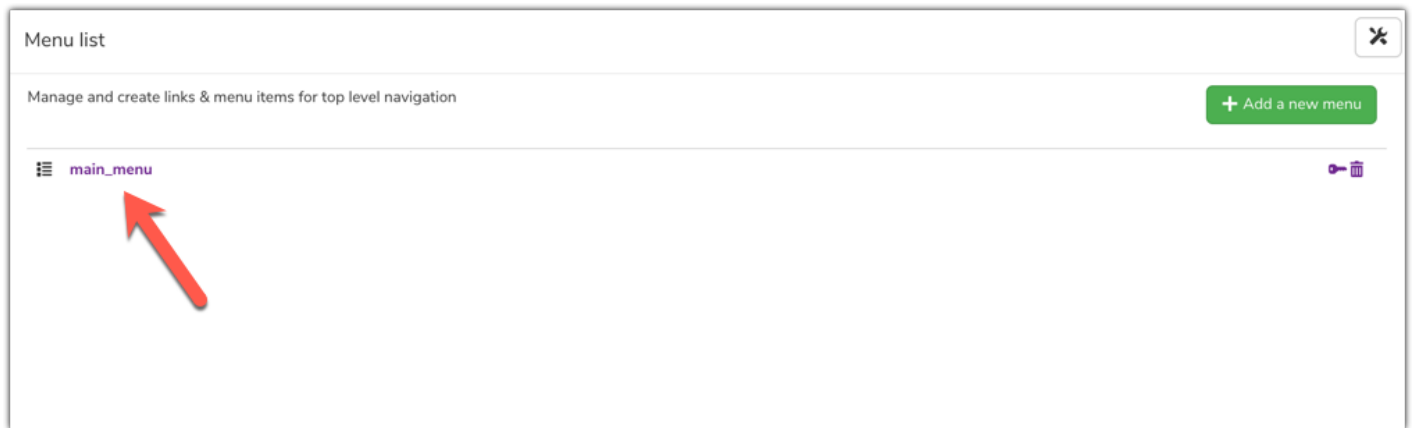 Menu list
Manage and create links & menu items for top level navigation
Add a new menu
main_menu